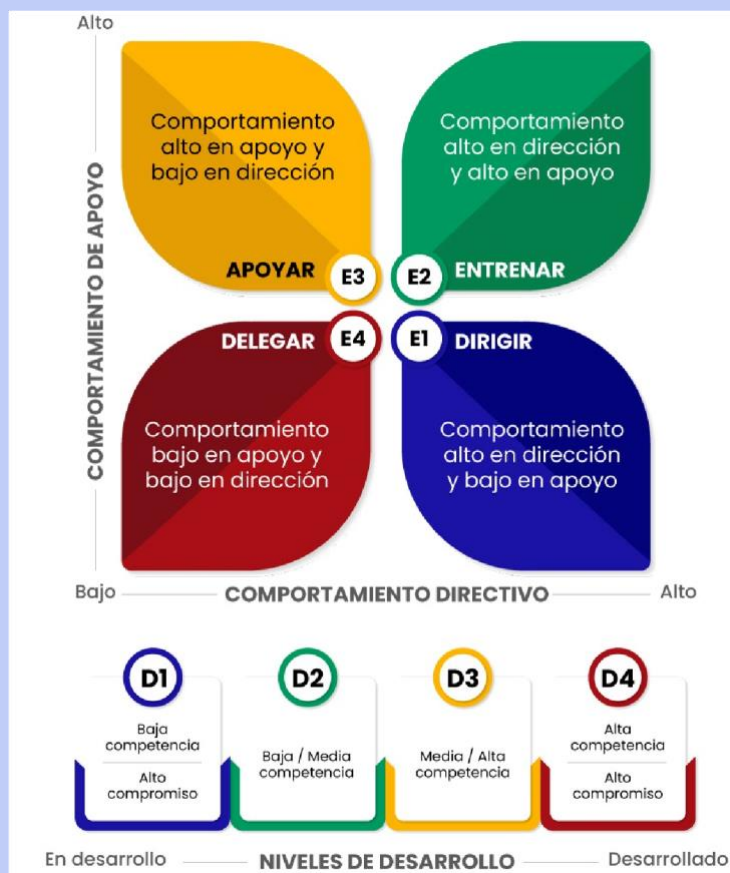 Alto
COMPORTAMIENTO DE APOYO
Comportamiento
alto en apoyo y
bajo en dirección
APOYAR
E3
Comportamiento
alto en dirección
y alto en apoyo
E2
ENTRENAR
DELEGAR
E4
Comportamiento
bajo en apoyo y
bajo en dirección
E1
DIRIGIR
Comportamiento
alto en dirección
y bajo en apoyo
Bajo
COMPORTAMIENTO DIRECTIVO
Alto
D1
Baja
competencia
Alto
compromiso
D2
Baja / Media
competencia
D3
Media / Alta
competencia
D4
Alta
competencia
Alto
compromiso
En desarrollo
NIVELES DE DESARROLLO
Desarrollado